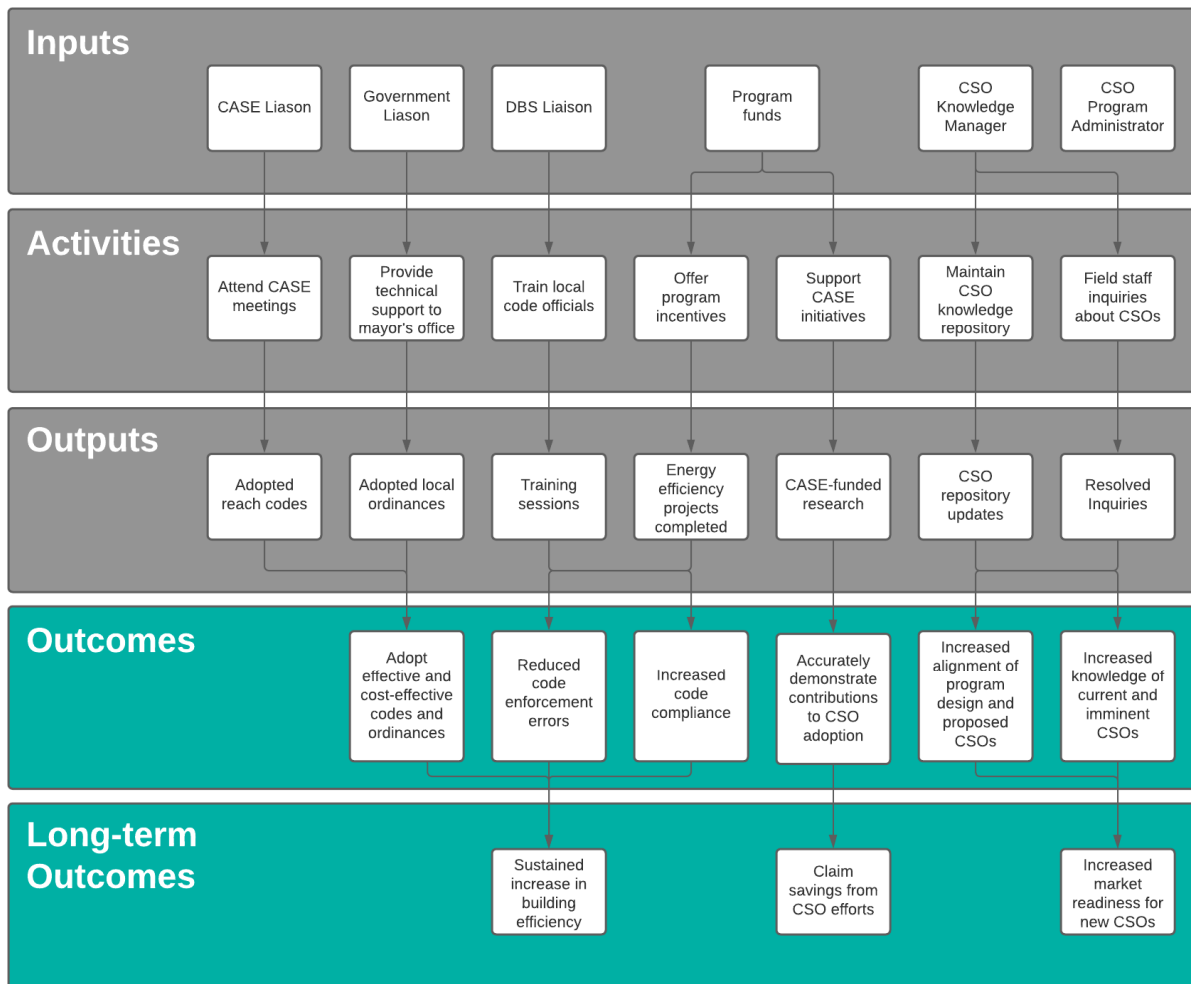 Inputs
CASE Liason
Government
Liason
DBS Liaison
Program
funds
CSO
Knowledge
Manager
CSO
Program
Administrator
Activities
Attend CASE
meetings
Provide
technical
support to
mayor's office
Train local
code officials
Offer
program
incentives
Support
CASE
initiatives
Maintain
CSO
knowledge
repository
Field staff
inquiries
about CSOs
Outputs
Adopted
reach codes
Adopted local
ordinances
Training
sessions
Energy
efficiency
projects
completed
CASE-funded
research
CSO
repository
updates
Resolved
Inquiries
Outcomes
Adopt
effective and
cost-effective
codes and
ordinances
Reduced
code
enforcement
errors
Increased
code
compliance
Accurately
demonstrate
contributions
to CSO
adoption
Increased
alignment of
program
design and
proposed
CSOs
Increased
knowledge of
current and
imminent
CSOs
Long-term
Outcomes
Sustained
increase in
building
efficiency
Claim
savings from
CSO efforts
Increased
market
readiness for
new CSOs